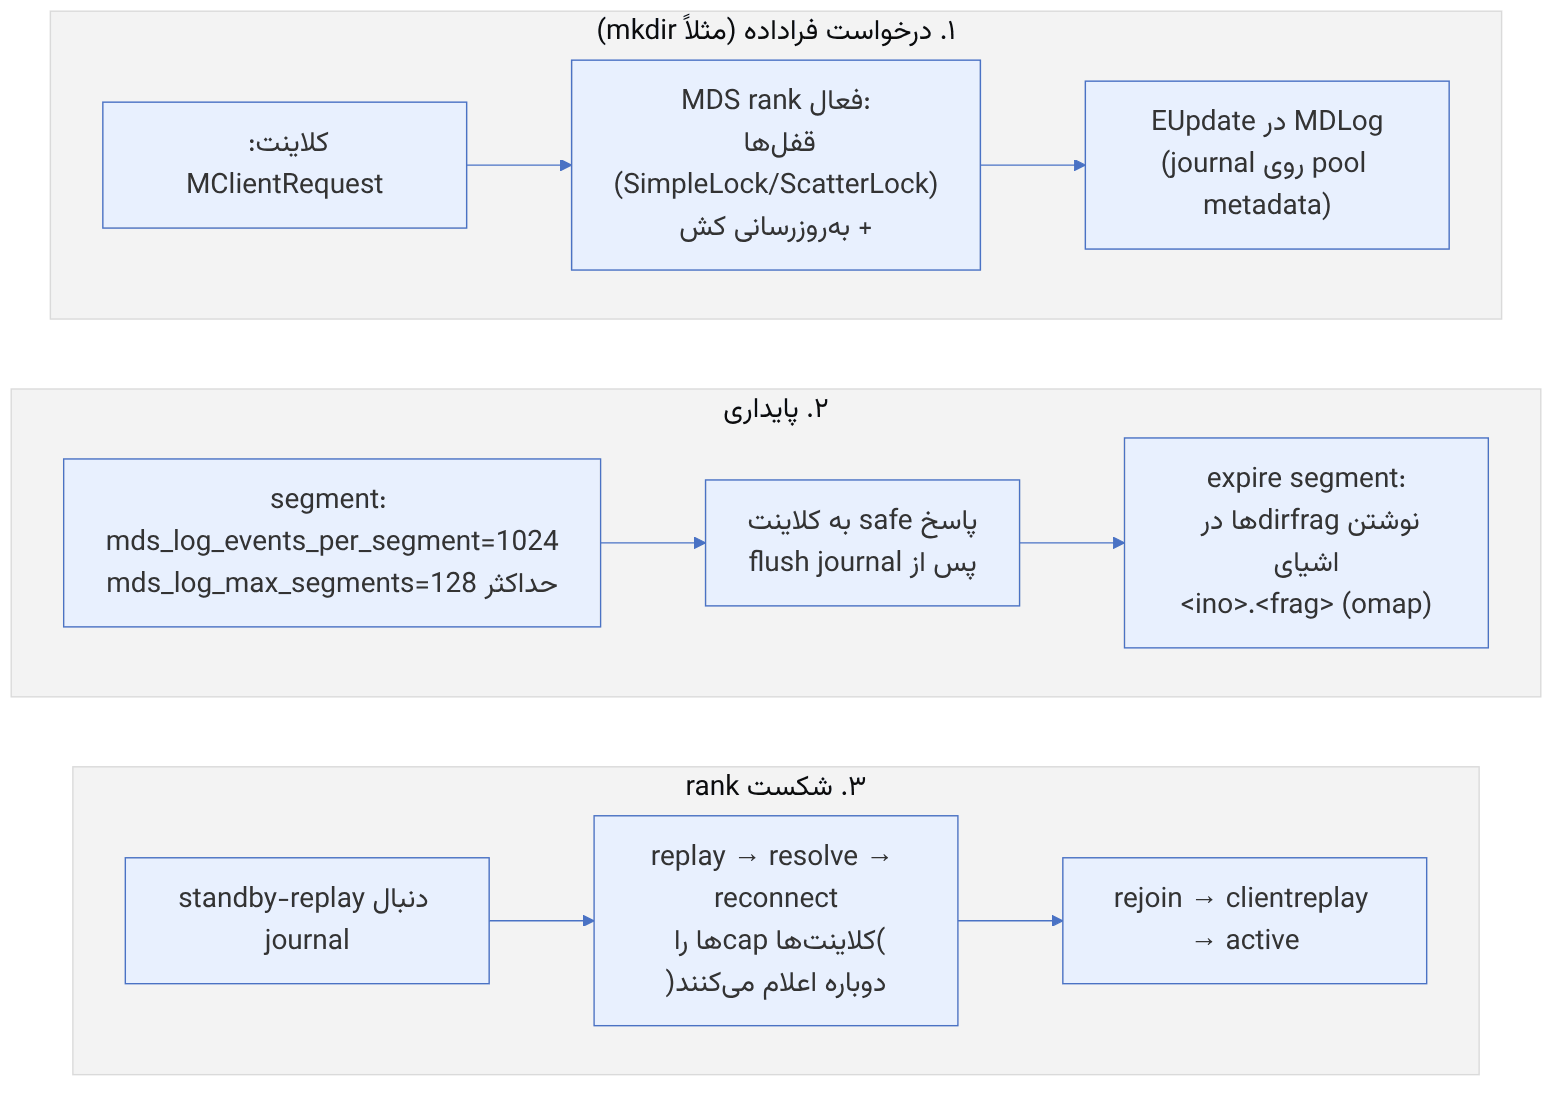 ۱. درخواست فراداده (مثلاً mkdir)
کلاینت:
MClientRequest
MDS rank فعال:
قفل‌ها
(SimpleLock/ScatterLock)
+ به‌روزرسانی کش
EUpdate در MDLog
(journal روی pool
metadata)
۲. پایداری
segment:
mds_log_events_per_segment=1024
mds_log_max_segments=128 حداکثر
پاسخ safe به کلاینت
پس از flush journal
expire segment:
نوشتن dirfragها در
اشیای
<ino>.<frag> (omap)
۳. شکست rank
standby-replay دنبال
journal
replay → resolve →
reconnect
(کلاینت‌ها capها را
دوباره اعلام می‌کنند)
rejoin → clientreplay
→ active